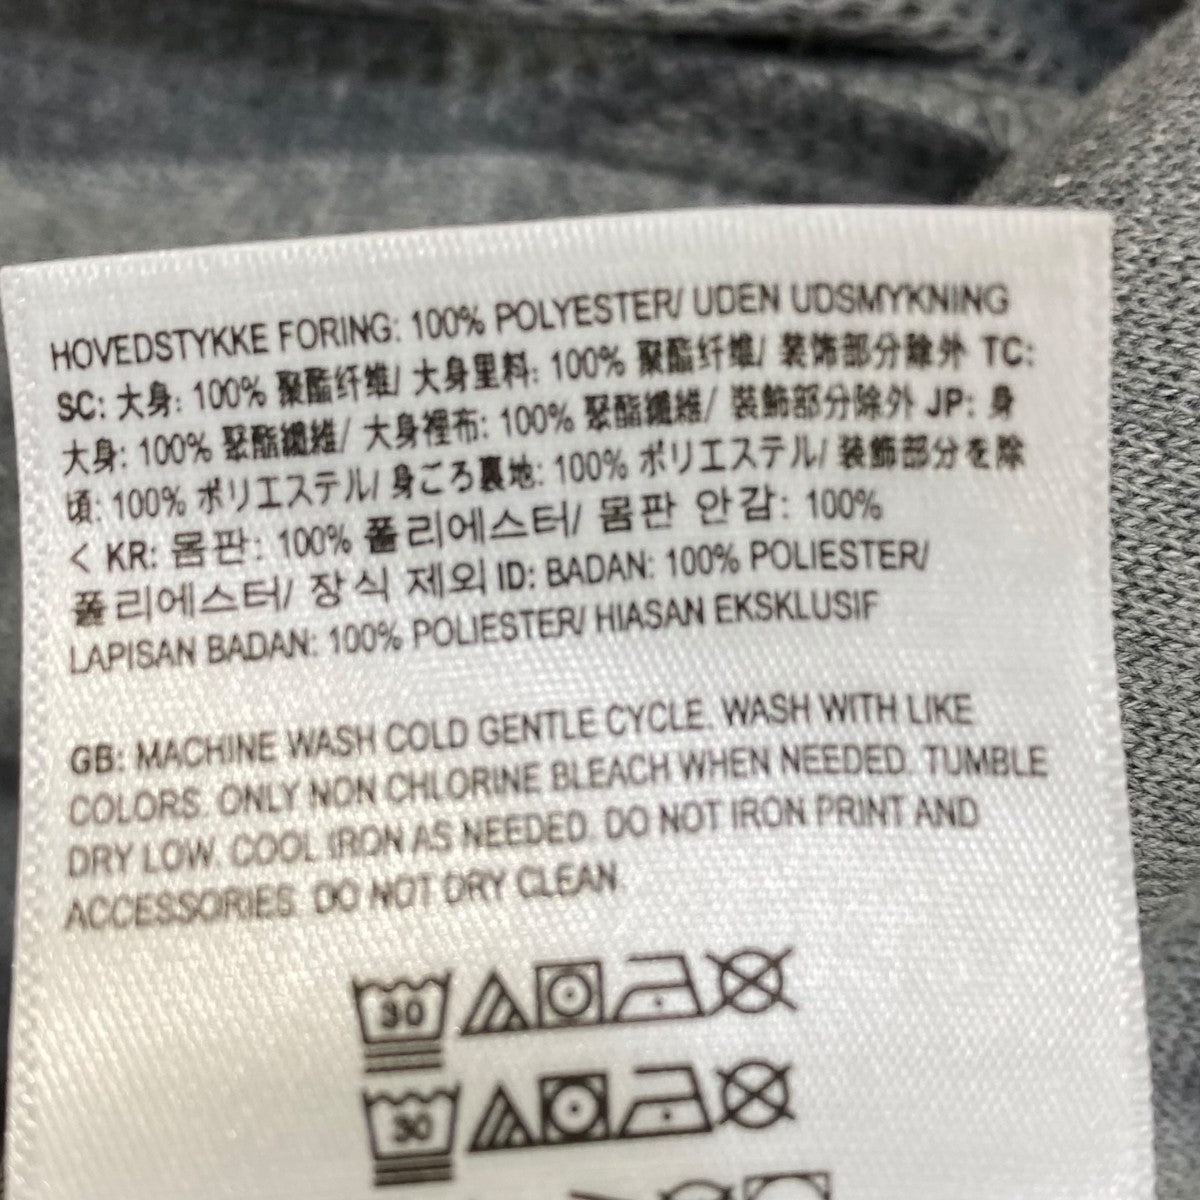 HOVEDSTYKKE FORING: 100% POLYESTER/ UDEN UDSMYKNING
SC: 大身: 100% 聚酯纤维/ 大身里料: 100% 聚酯纤维/ 装饰部分除外 TC:
大身: 100% 聚酯纖維/ 大身裡布: 100% 聚酯纖維/ 裝飾部分除外 JP: 身
頃: 100% ポリエステル/ 身ごろ裏地: 100% ポリエステル/ 装飾部分を除
< KR: 몸판: 100% 폴리에스터/ 몸판 안감: 100%
폴리에스터/ 장식 제외 ID: BADAN: 100% POLIESTER/
LAPISAN BADAN: 100% POLIESTER/ HIASAN EKSKLUSIF
GB: MACHINE WASH COLD GENTLE CYCLE. WASH WITH LIKE
COLORS. ONLY NON CHLORINE BLEACH WHEN NEEDED. TUMBLE
DRY LOW. COOL IRON AS NEEDED. DO NOT IRON PRINT AND
ACCESSORIES. DO NOT DRY CLEAN.
30
30